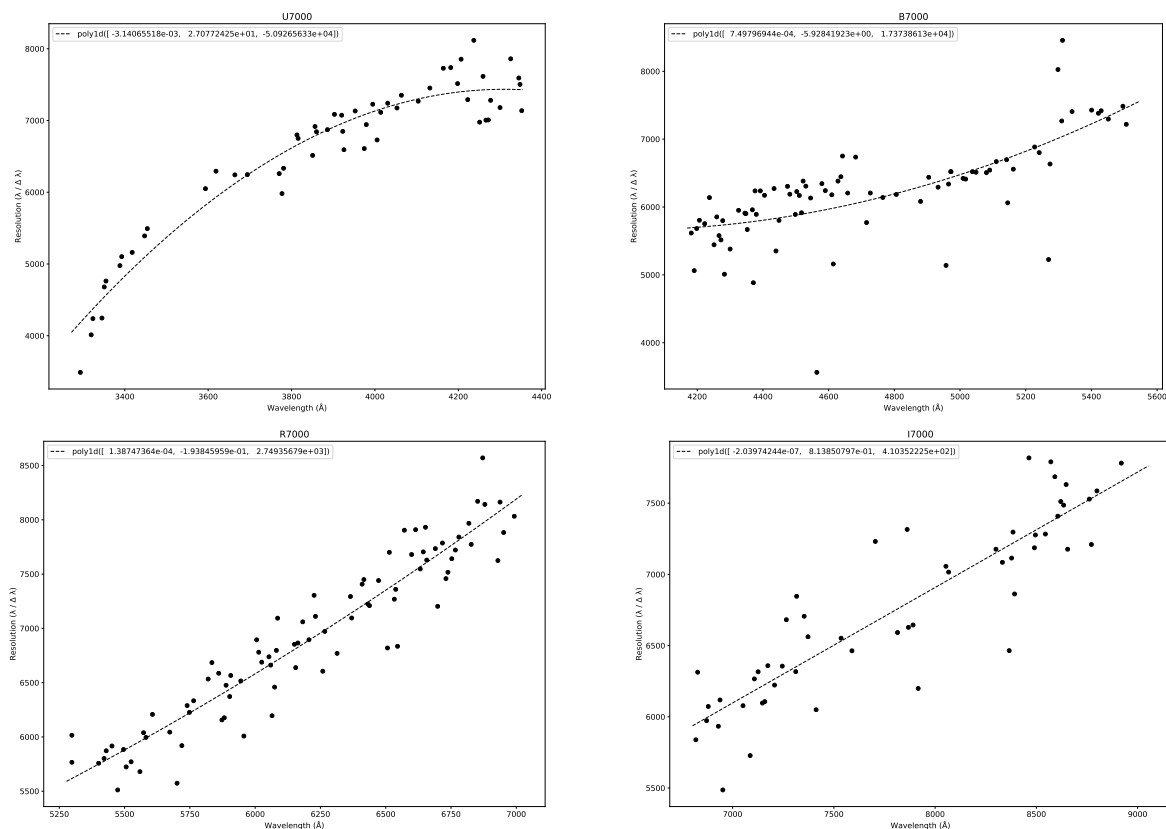 U7000
poly1d([ -3.14065518e-03,   2.70772425e+01,  -5.09265633e+04])
Resolution (λ / Δ λ)
8000
7000
6000
5000
4000
3400 3600 3800 4000 4200 4400
Wavelength (Å)
B7000
poly1d([  7.49796944e-04,  -5.92841923e+00,   1.73738613e+04])
Resolution (λ / Δ λ)
8000
7000
6000
5000
4000
4200 4400 4600 4800 5000 5200 5400 5600
Wavelength (Å)
R7000
poly1d([  1.38747364e-04,  -1.93845959e-01,   2.74935679e+03])
Resolution (λ / Δ λ)
8500
8000
7500
7000
6500
6000
5500
5250 5500 5750 6000 6250 6500 6750 7000
Wavelength (Å)
I7000
poly1d([ -2.03974244e-07,   8.13850797e-01,   4.10352225e+02])
Resolution (λ / Δ λ)
7500
7000
6500
6000
5500
7000 7500 8000 8500 9000
Wavelength (Å)